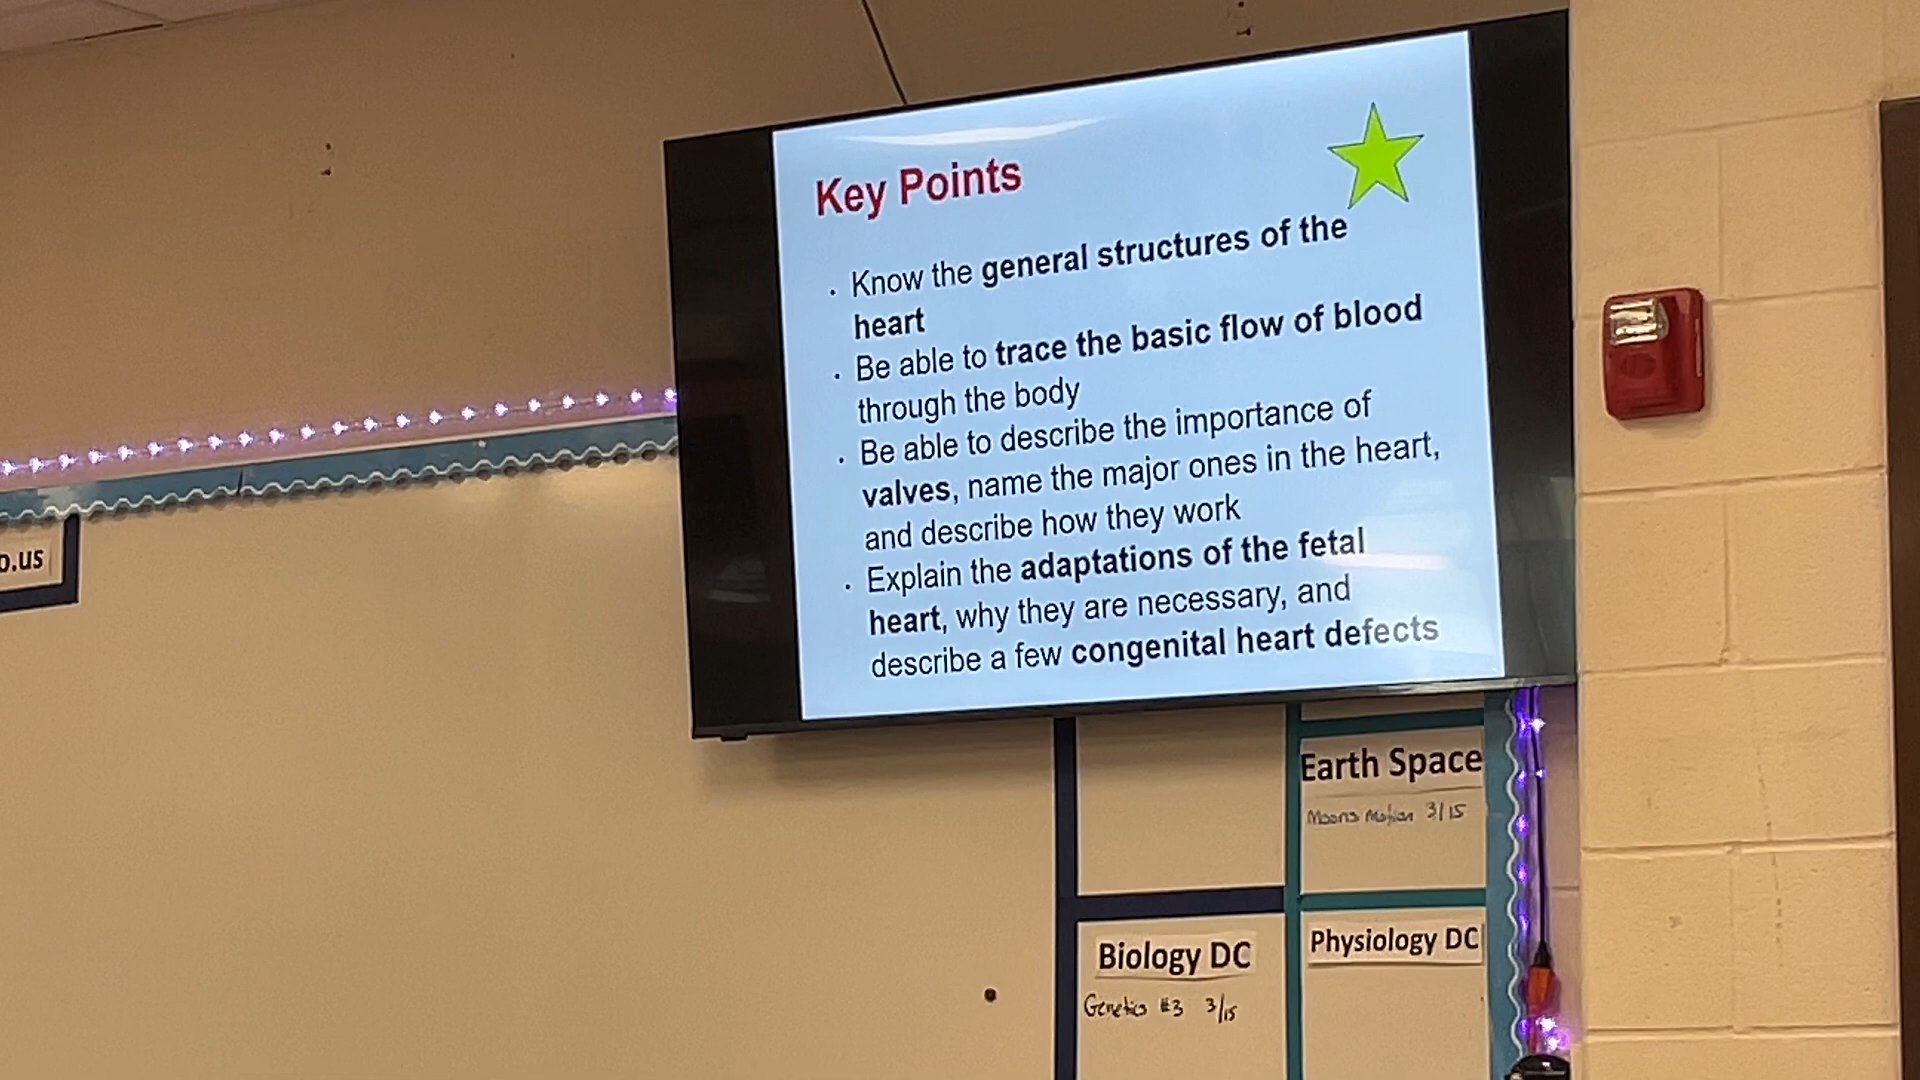 Key Points
. Know the general structures of the
heart
. Be able to trace the basic flow of blood
through the body
. Be able to describe the importance of
valves, name the major ones in the heart,
and describe how they work
. Explain the adaptations of the fetal
heart, why they are necessary, and
describe a few congenital heart defects
o.us
Earth Space
Moons Motion 3/15
Biology DC
Genetics #3 3/15
Physiology DC